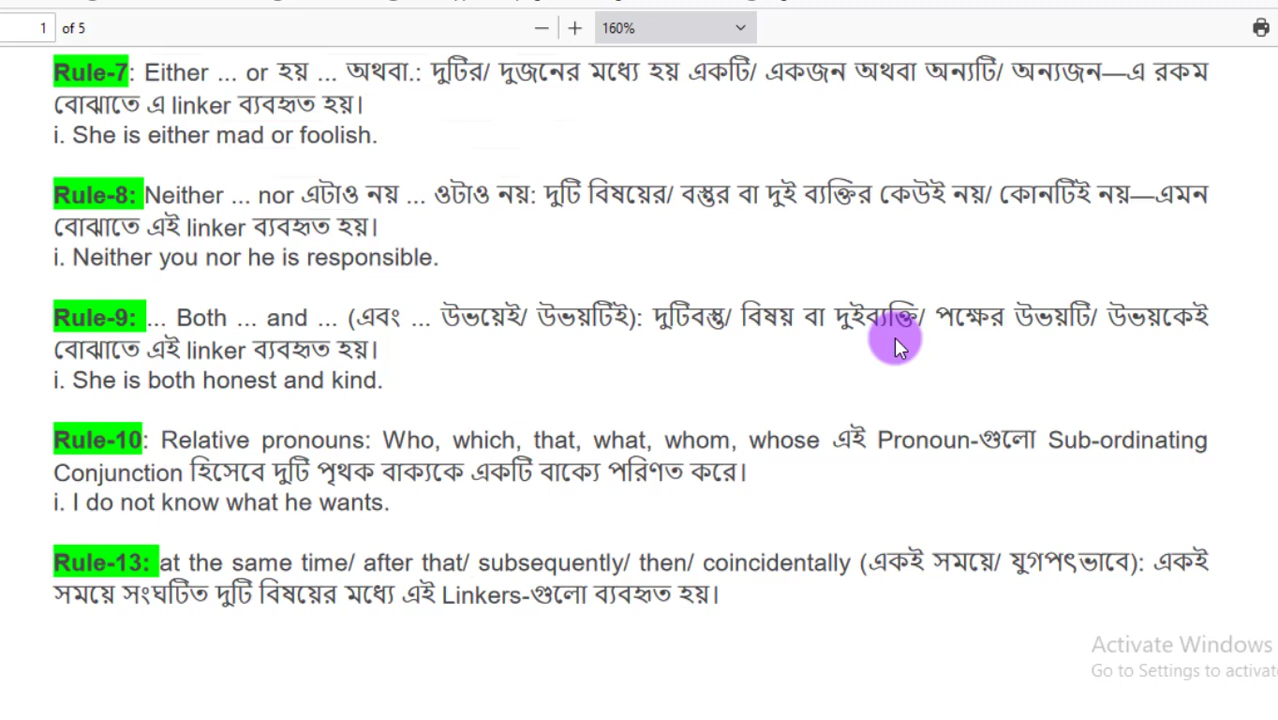 1 of 5 160%
Rule-7: Either ... or হয় ... অথবা.: দুটির/ দুজনের মধ্যে হয় একটি/ একজন অথবা অন্যটি/ অন্যজন—এ রকম
বোঝাতে এ linker ব্যবহৃত হয়।
i. She is either mad or foolish.
Rule-8: Neither ... nor এটাও নয় ... ওটাও নয়: দুটি বিষয়ের/ বস্তুর বা দুই ব্যক্তির কেউই নয়/ কোনটিই নয়—এমন
বোঝাতে এই linker ব্যবহৃত হয়।
i. Neither you nor he is responsible.
Rule-9: ... Both ... and ... (এবং ... উভয়েই/ উভয়টিই): দুটিবস্তু/ বিষয় বা দুইব্যক্তি/ পক্ষের উভয়টি/ উভয়কেই
বোঝাতে এই linker ব্যবহৃত হয়।
i. She is both honest and kind.
Rule-10: Relative pronouns: Who, which, that, what, whom, whose এই Pronoun-গুলো Sub-ordinating
Conjunction হিসেবে দুটি পৃথক বাক্যকে একটি বাক্যে পরিণত করে।
i. I do not know what he wants.
Rule-13: at the same time/ after that/ subsequently/ then/ coincidentally (একই সময়ে/ যুগপৎভাবে): একই
সময়ে সংঘটিত দুটি বিষয়ের মধ্যে এই Linkers-গুলো ব্যবহৃত হয়।
Activate Windows
Go to Settings to activat